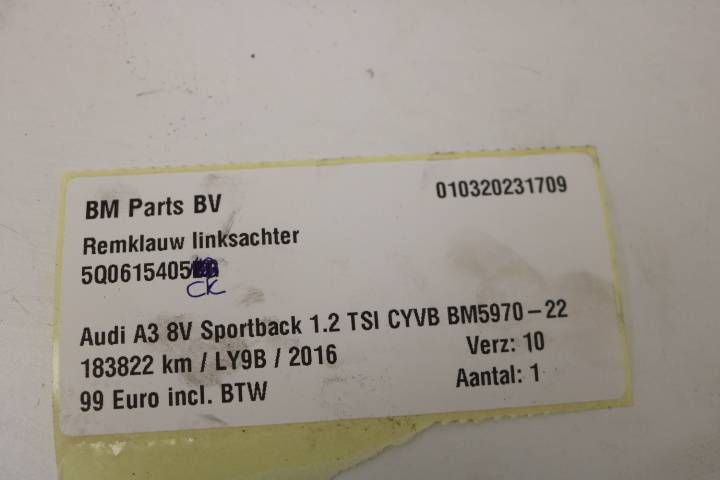 BM Parts BV
010320231709
Remklauw linksachter
5Q0615405
CK
Audi A3 8V Sportback 1.2 TSI CYVB BM5970-22
183822 km / LY9B / 2016
Verz: 10
99 Euro incl. BTW
Aantal: 1